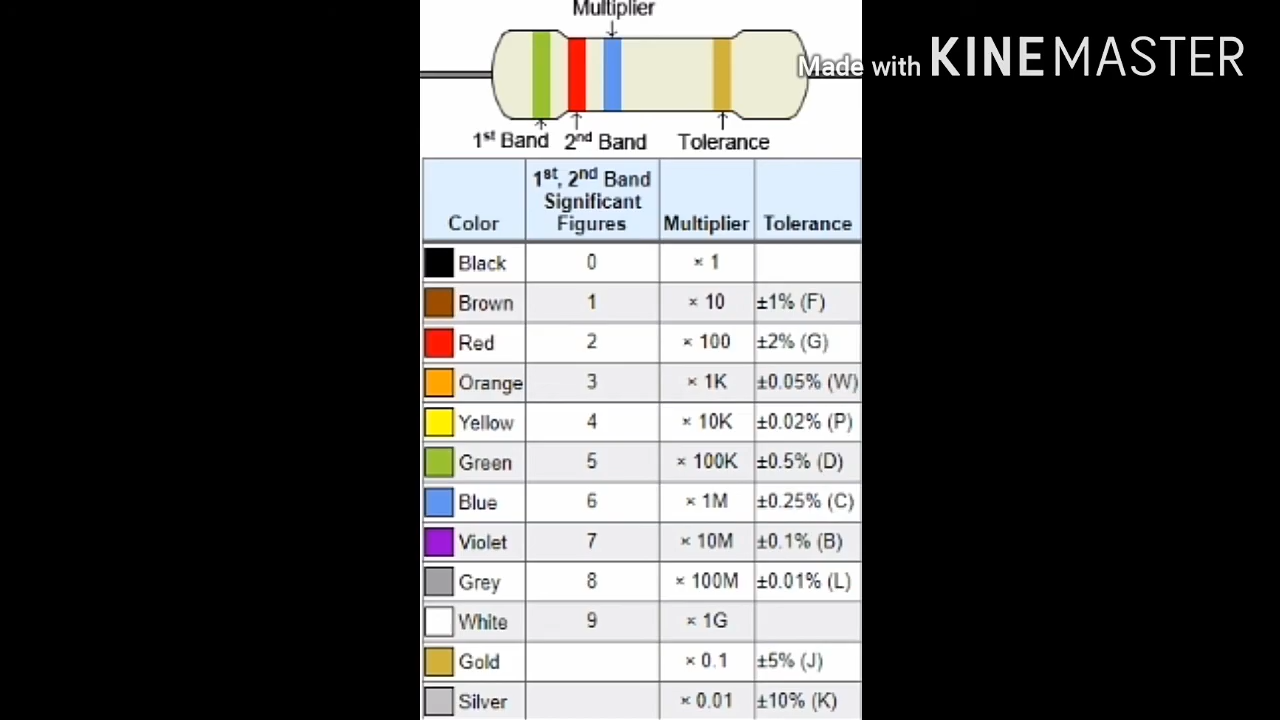 Multiplier
Made with KINEMASTER
1st Band 2nd Band Tolerance
Color 1st, 2nd Band Significant Figures Multiplier Tolerance
Black 0 × 1
Brown 1 × 10 ±1% (F)
Red 2 × 100 ±2% (G)
Orange 3 × 1K ±0.05% (W)
Yellow 4 × 10K ±0.02% (P)
Green 5 × 100K ±0.5% (D)
Blue 6 × 1M ±0.25% (C)
Violet 7 × 10M ±0.1% (B)
Grey 8 × 100M ±0.01% (L)
White 9 × 1G
Gold × 0.1 ±5% (J)
Silver × 0.01 ±10% (K)